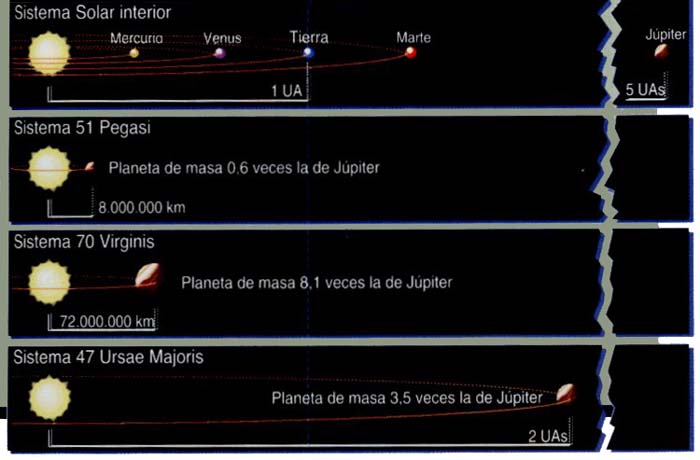 Sistema Solar interior
Mercurio Venus Tierra Marte Júpiter
1 UA 5 UAs
Sistema 51 Pegasi
Planeta de masa 0,6 veces la de Júpiter
8.000.000 km
Sistema 70 Virginis
Planeta de masa 8,1 veces la de Júpiter
72.000.000 km
Sistema 47 Ursae Majoris
Planeta de masa 3,5 veces la de Júpiter
2 UAs